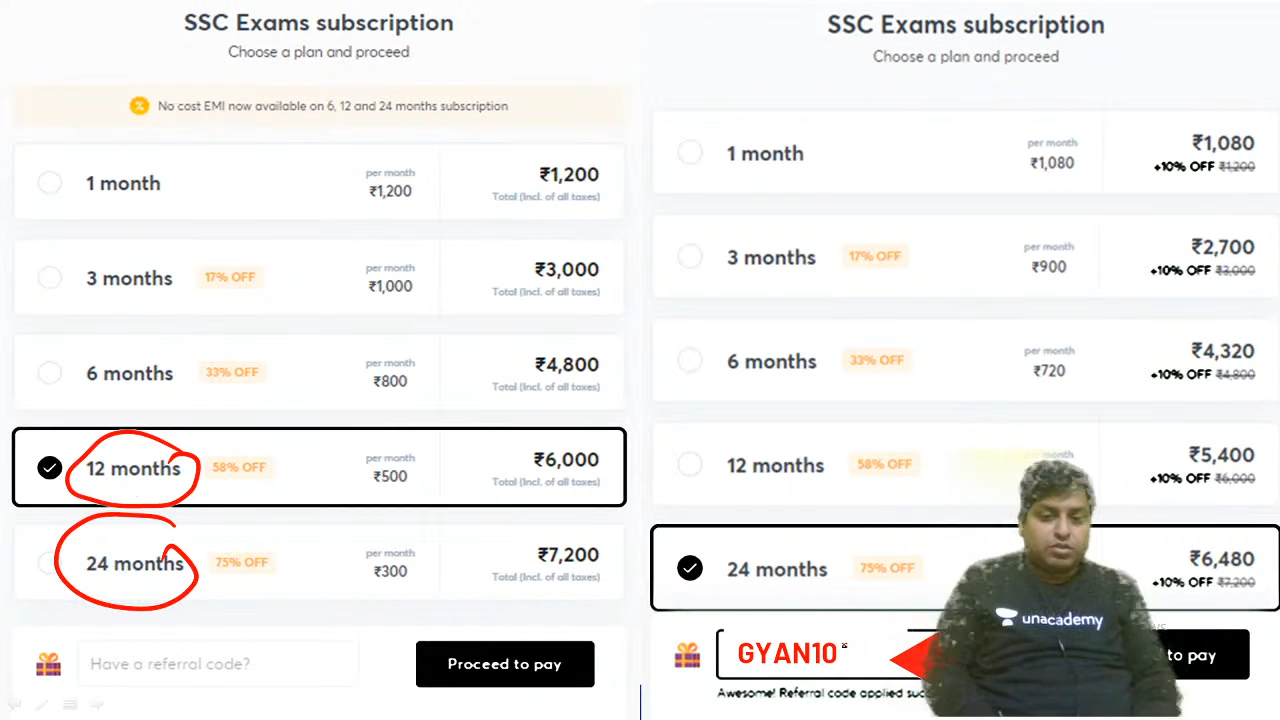 SSC Exams subscription
Choose a plan and proceed
No cost EMI now available on 6, 12 and 24 months subscription
1 month
per month
₹1,200
₹1,200
Total (Incl. of all taxes)
3 months
17% OFF
per month
₹1,000
₹3,000
Total (Incl. of all taxes)
6 months
33% OFF
per month
₹800
₹4,800
Total (Incl. of all taxes)
12 months
58% OFF
per month
₹500
₹6,000
Total (Incl. of all taxes)
24 months
75% OFF
per month
₹300
₹7,200
Total (Incl. of all taxes)
Have a referral code?
Proceed to pay
SSC Exams subscription
Choose a plan and proceed
1 month
per month
₹1,080
₹1,080
+10% OFF ₹1,200
3 months
17% OFF
per month
₹900
₹2,700
+10% OFF ₹3,000
6 months
33% OFF
per month
₹720
₹4,320
+10% OFF ₹4,800
12 months
58% OFF
per month
₹5,400
+10% OFF ₹6,000
24 months
75% OFF
₹6,480
+10% OFF ₹7,200
GYAN10
to pay
Awesome! Referral code applied
unacademy